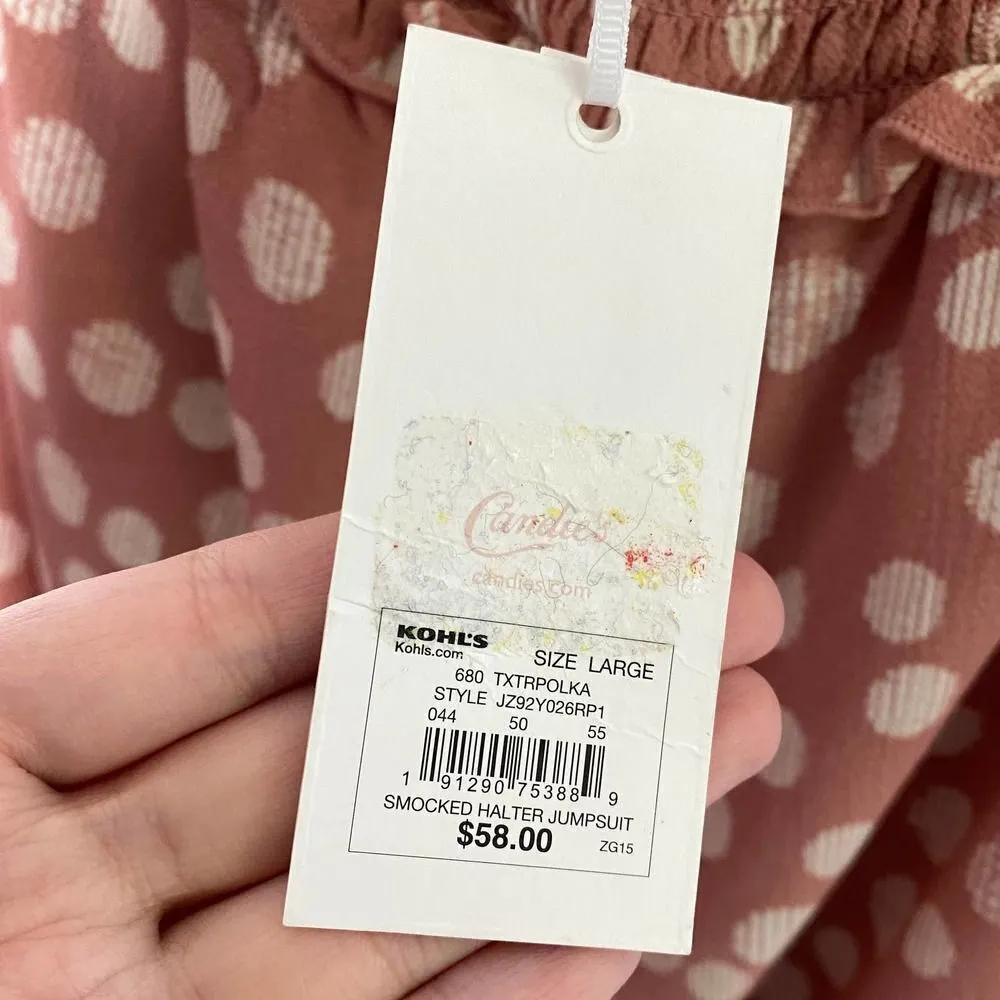 Candie's
candies.com
KOHL'S
Kohls.com
SIZE LARGE
680 TXTRPOLKA
STYLE JZ92Y026RP1
044 50 55
1 91290 75388 9
SMOCKED HALTER JUMPSUIT
$58.00
ZG15